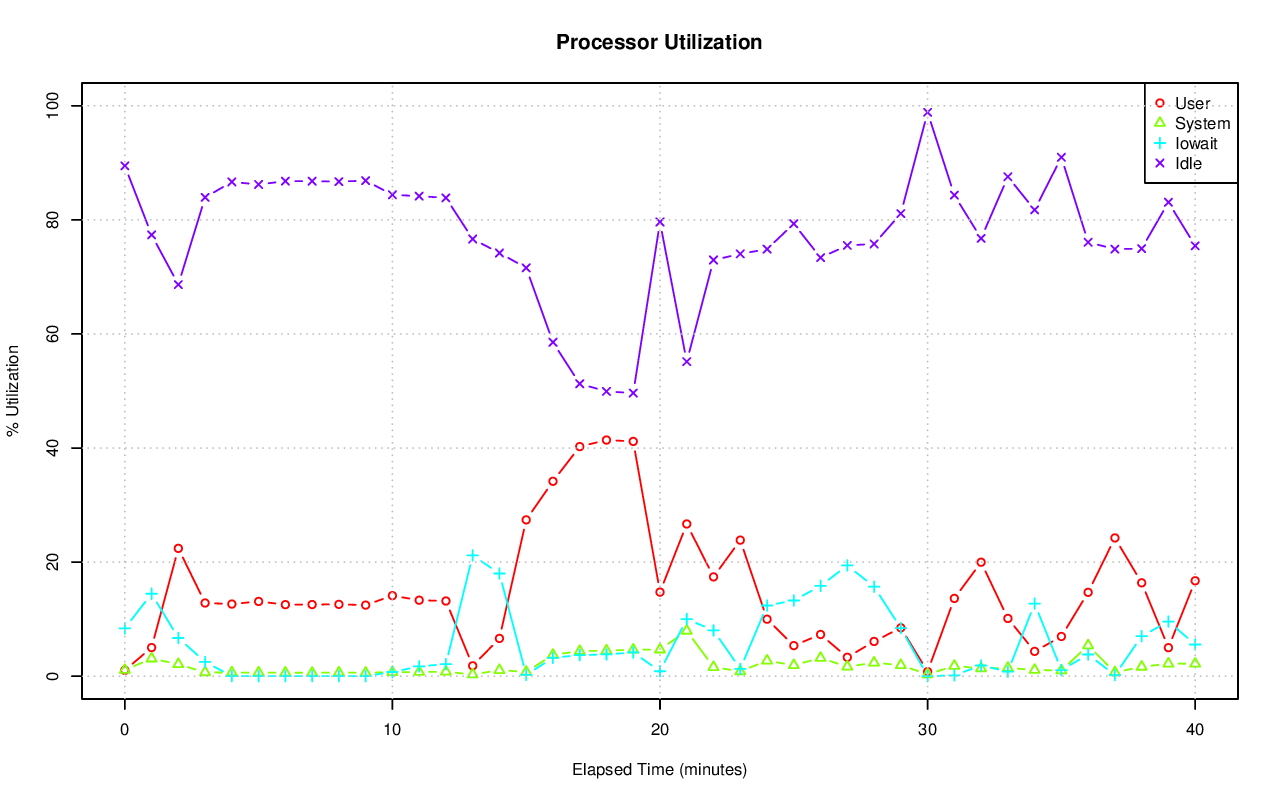 Processor Utilization
100
80
60
40
20
0
% Utilization
User
System
Iowait
Idle
0 10 20 30 40
Elapsed Time (minutes)